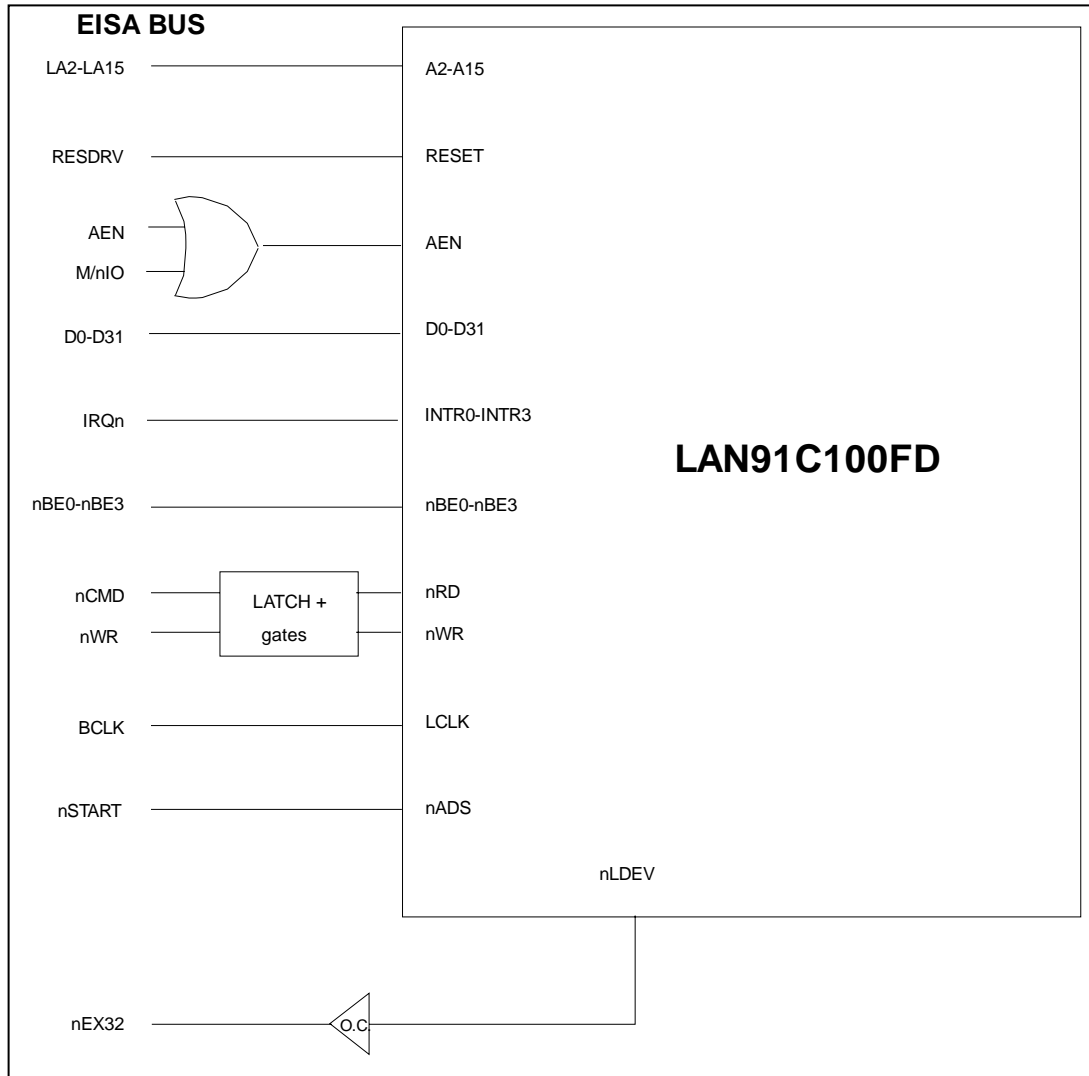 EISA BUS
LA2-LA15 A2-A15
RESDRV RESET
AEN
M/nIO
AEN
D0-D31 D0-D31
IRQn INTR0-INTR3
LAN91C100FD
nBE0-nBE3 nBE0-nBE3
nCMD LATCH + nRD
nWR gates nWR
BCLK LCLK
nSTART nADS
nLDEV
nEX32 O.C.